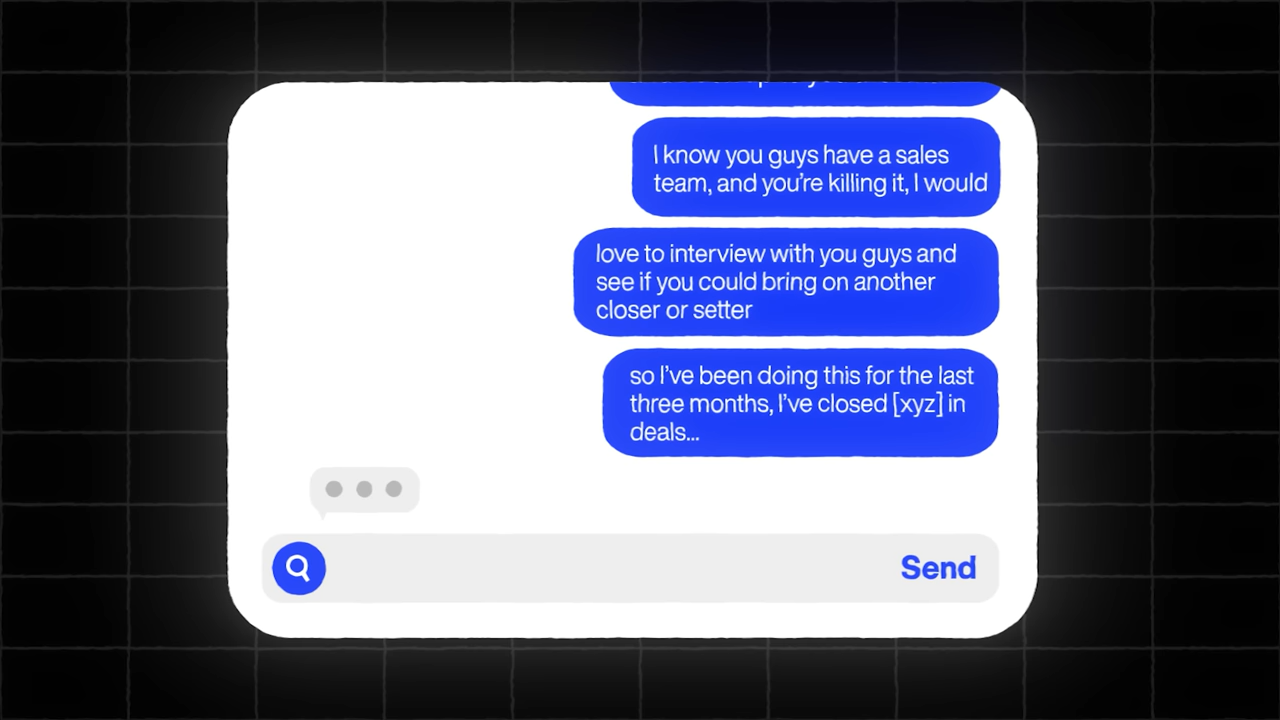 I know you guys have a sales
team, and you're killing it, I would
love to interview with you guys and
see if you could bring on another
closer or setter
so I've been doing this for the last
three months, I've closed [xyz] in
deals...
Send